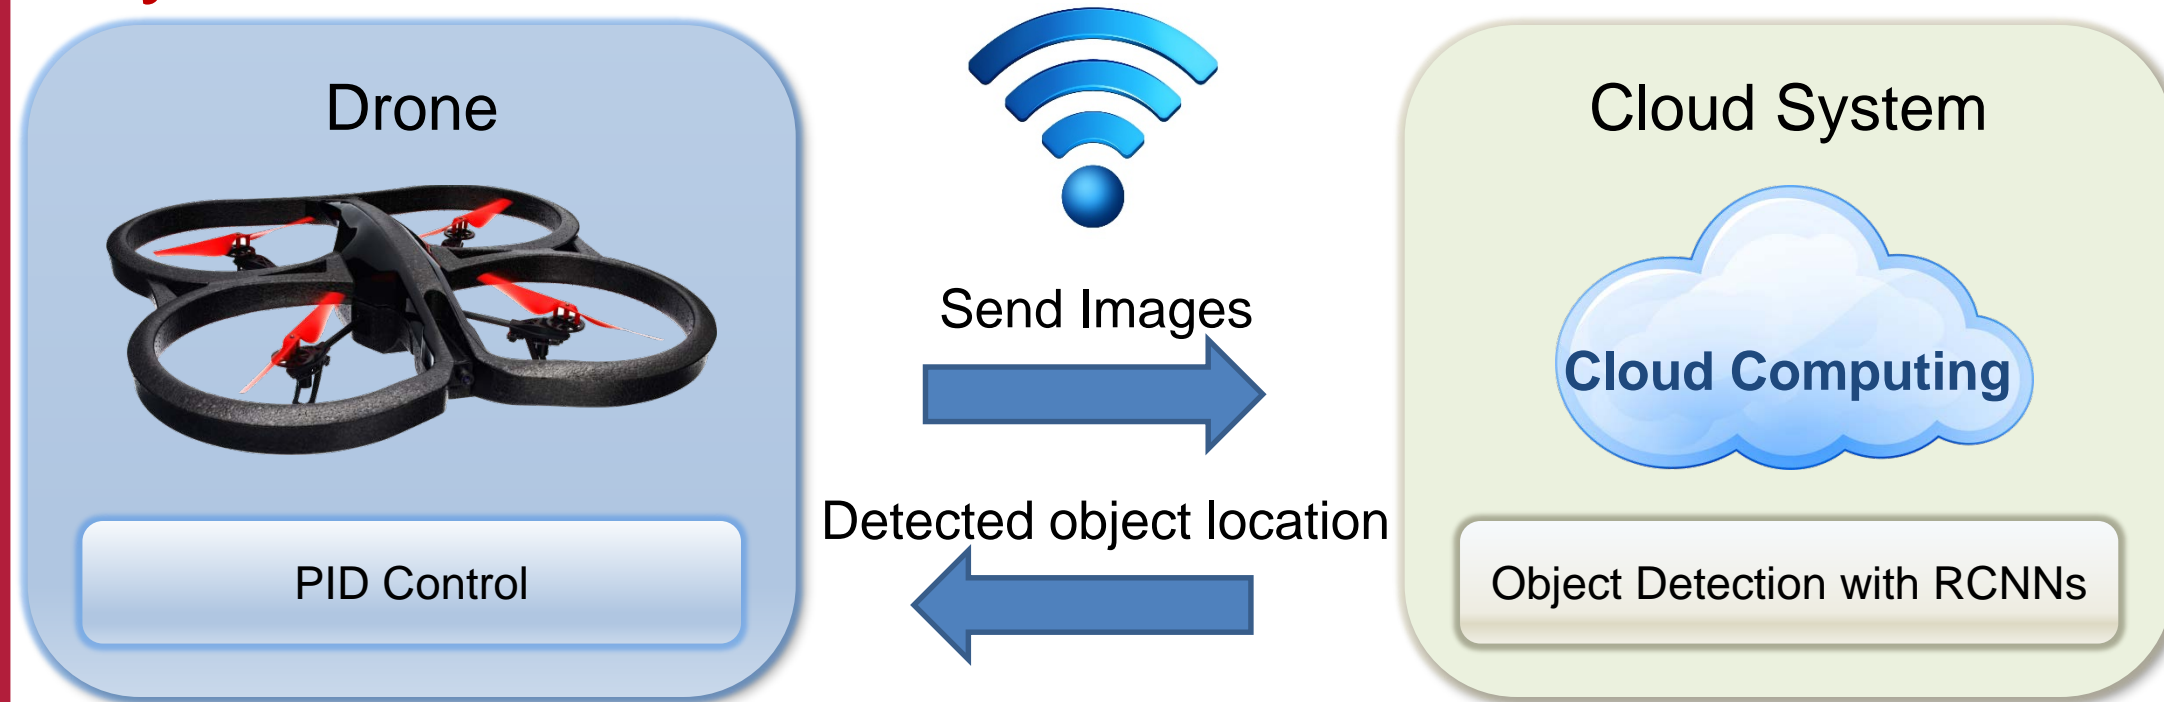 Drone
Cloud System
Send Images
Cloud Computing
Detected object location
PID Control
Object Detection with RCNNs